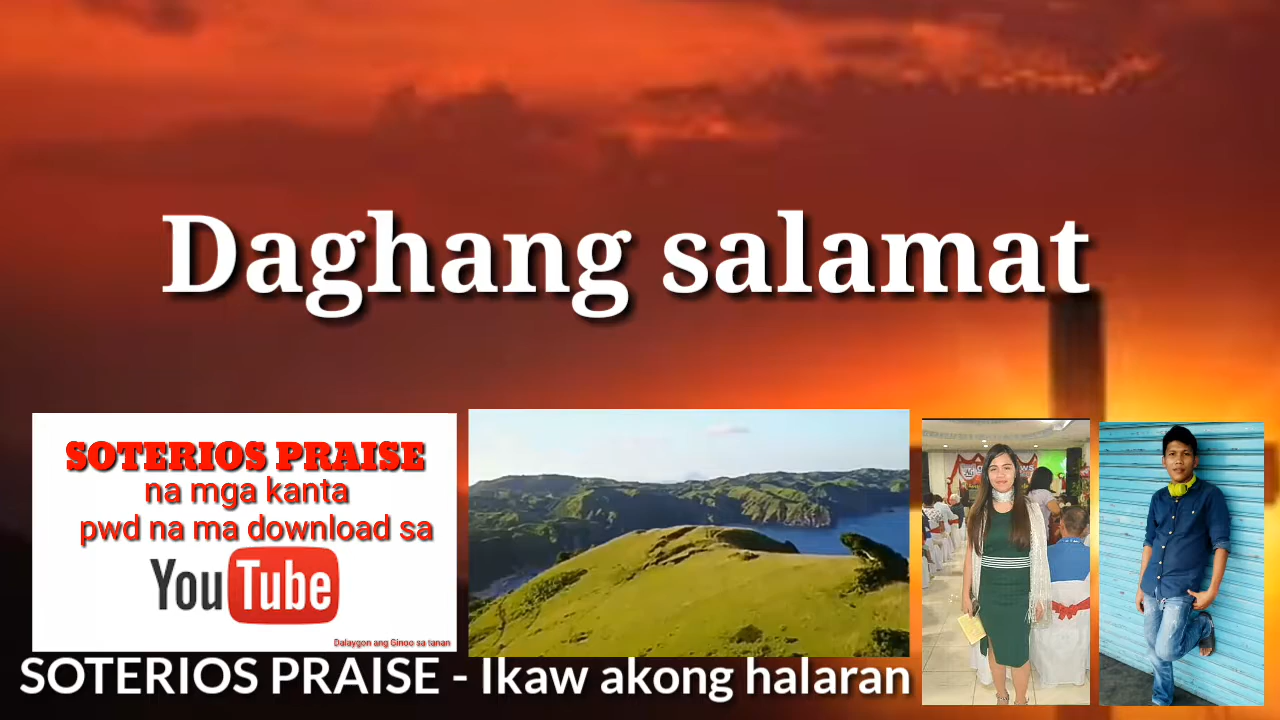 Daghang salamat
SOTERIOS PRAISE
na mga kanta
pwd na ma download sa
YouTube
Dalaygon ang Ginoo sa tanan
SOTERIOS PRAISE - Ikaw akong halaran